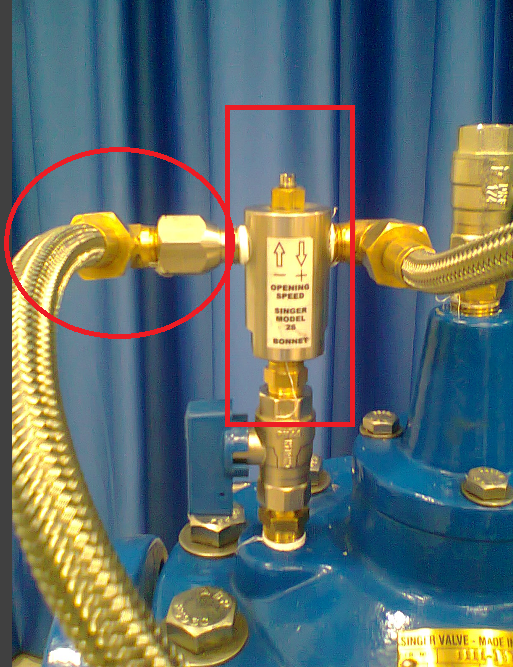 − +
OPENING
SPEED
SINGER
MODEL
26
BONNET
SINGER VALVE - MADE IN